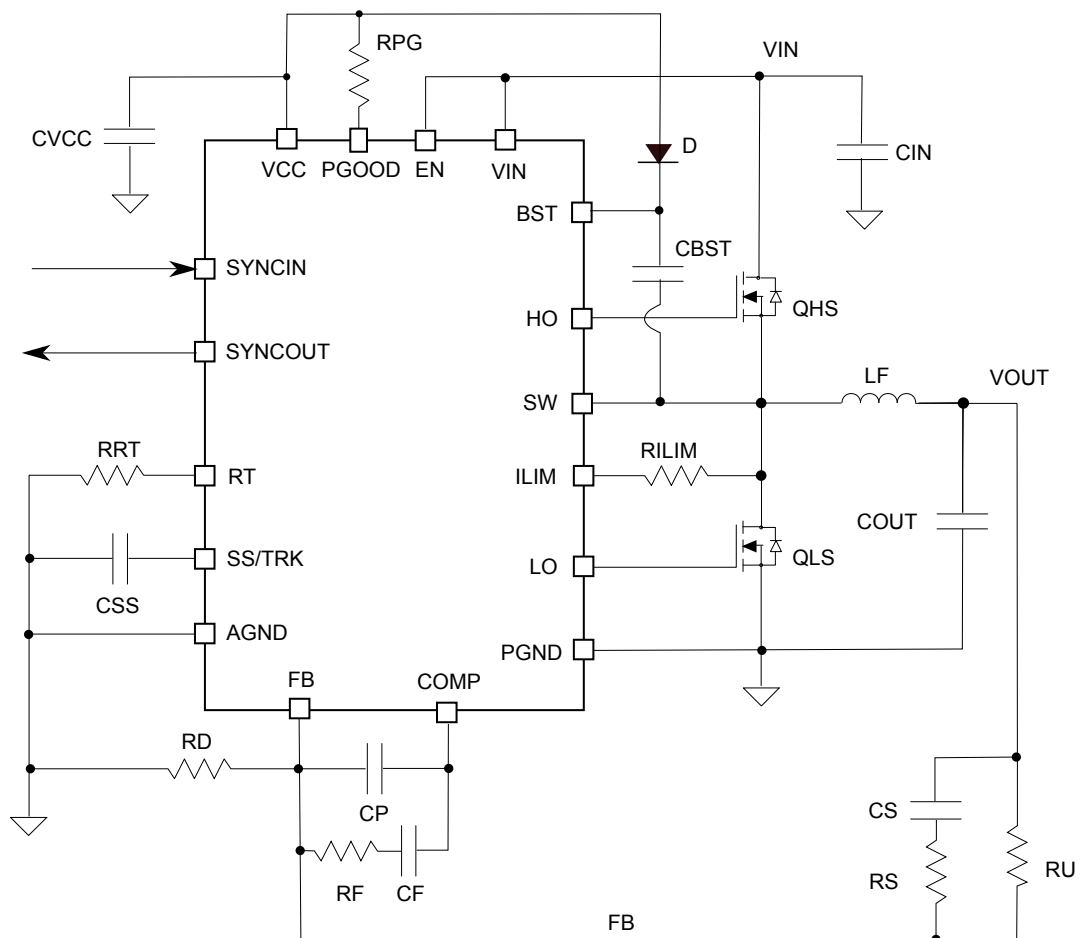 RPG
VIN
CVCC
D
CIN
VCC
PGOOD
EN
VIN
BST
CBST
SYNCIN
HO
QHS
SYNCOUT
LF
VOUT
SW
RRT
RILIM
RT
ILIM
COUT
SS/TRK
LO
QLS
CSS
AGND
PGND
FB
COMP
RD
CP
CS
RS
RU
RF
CF
FB